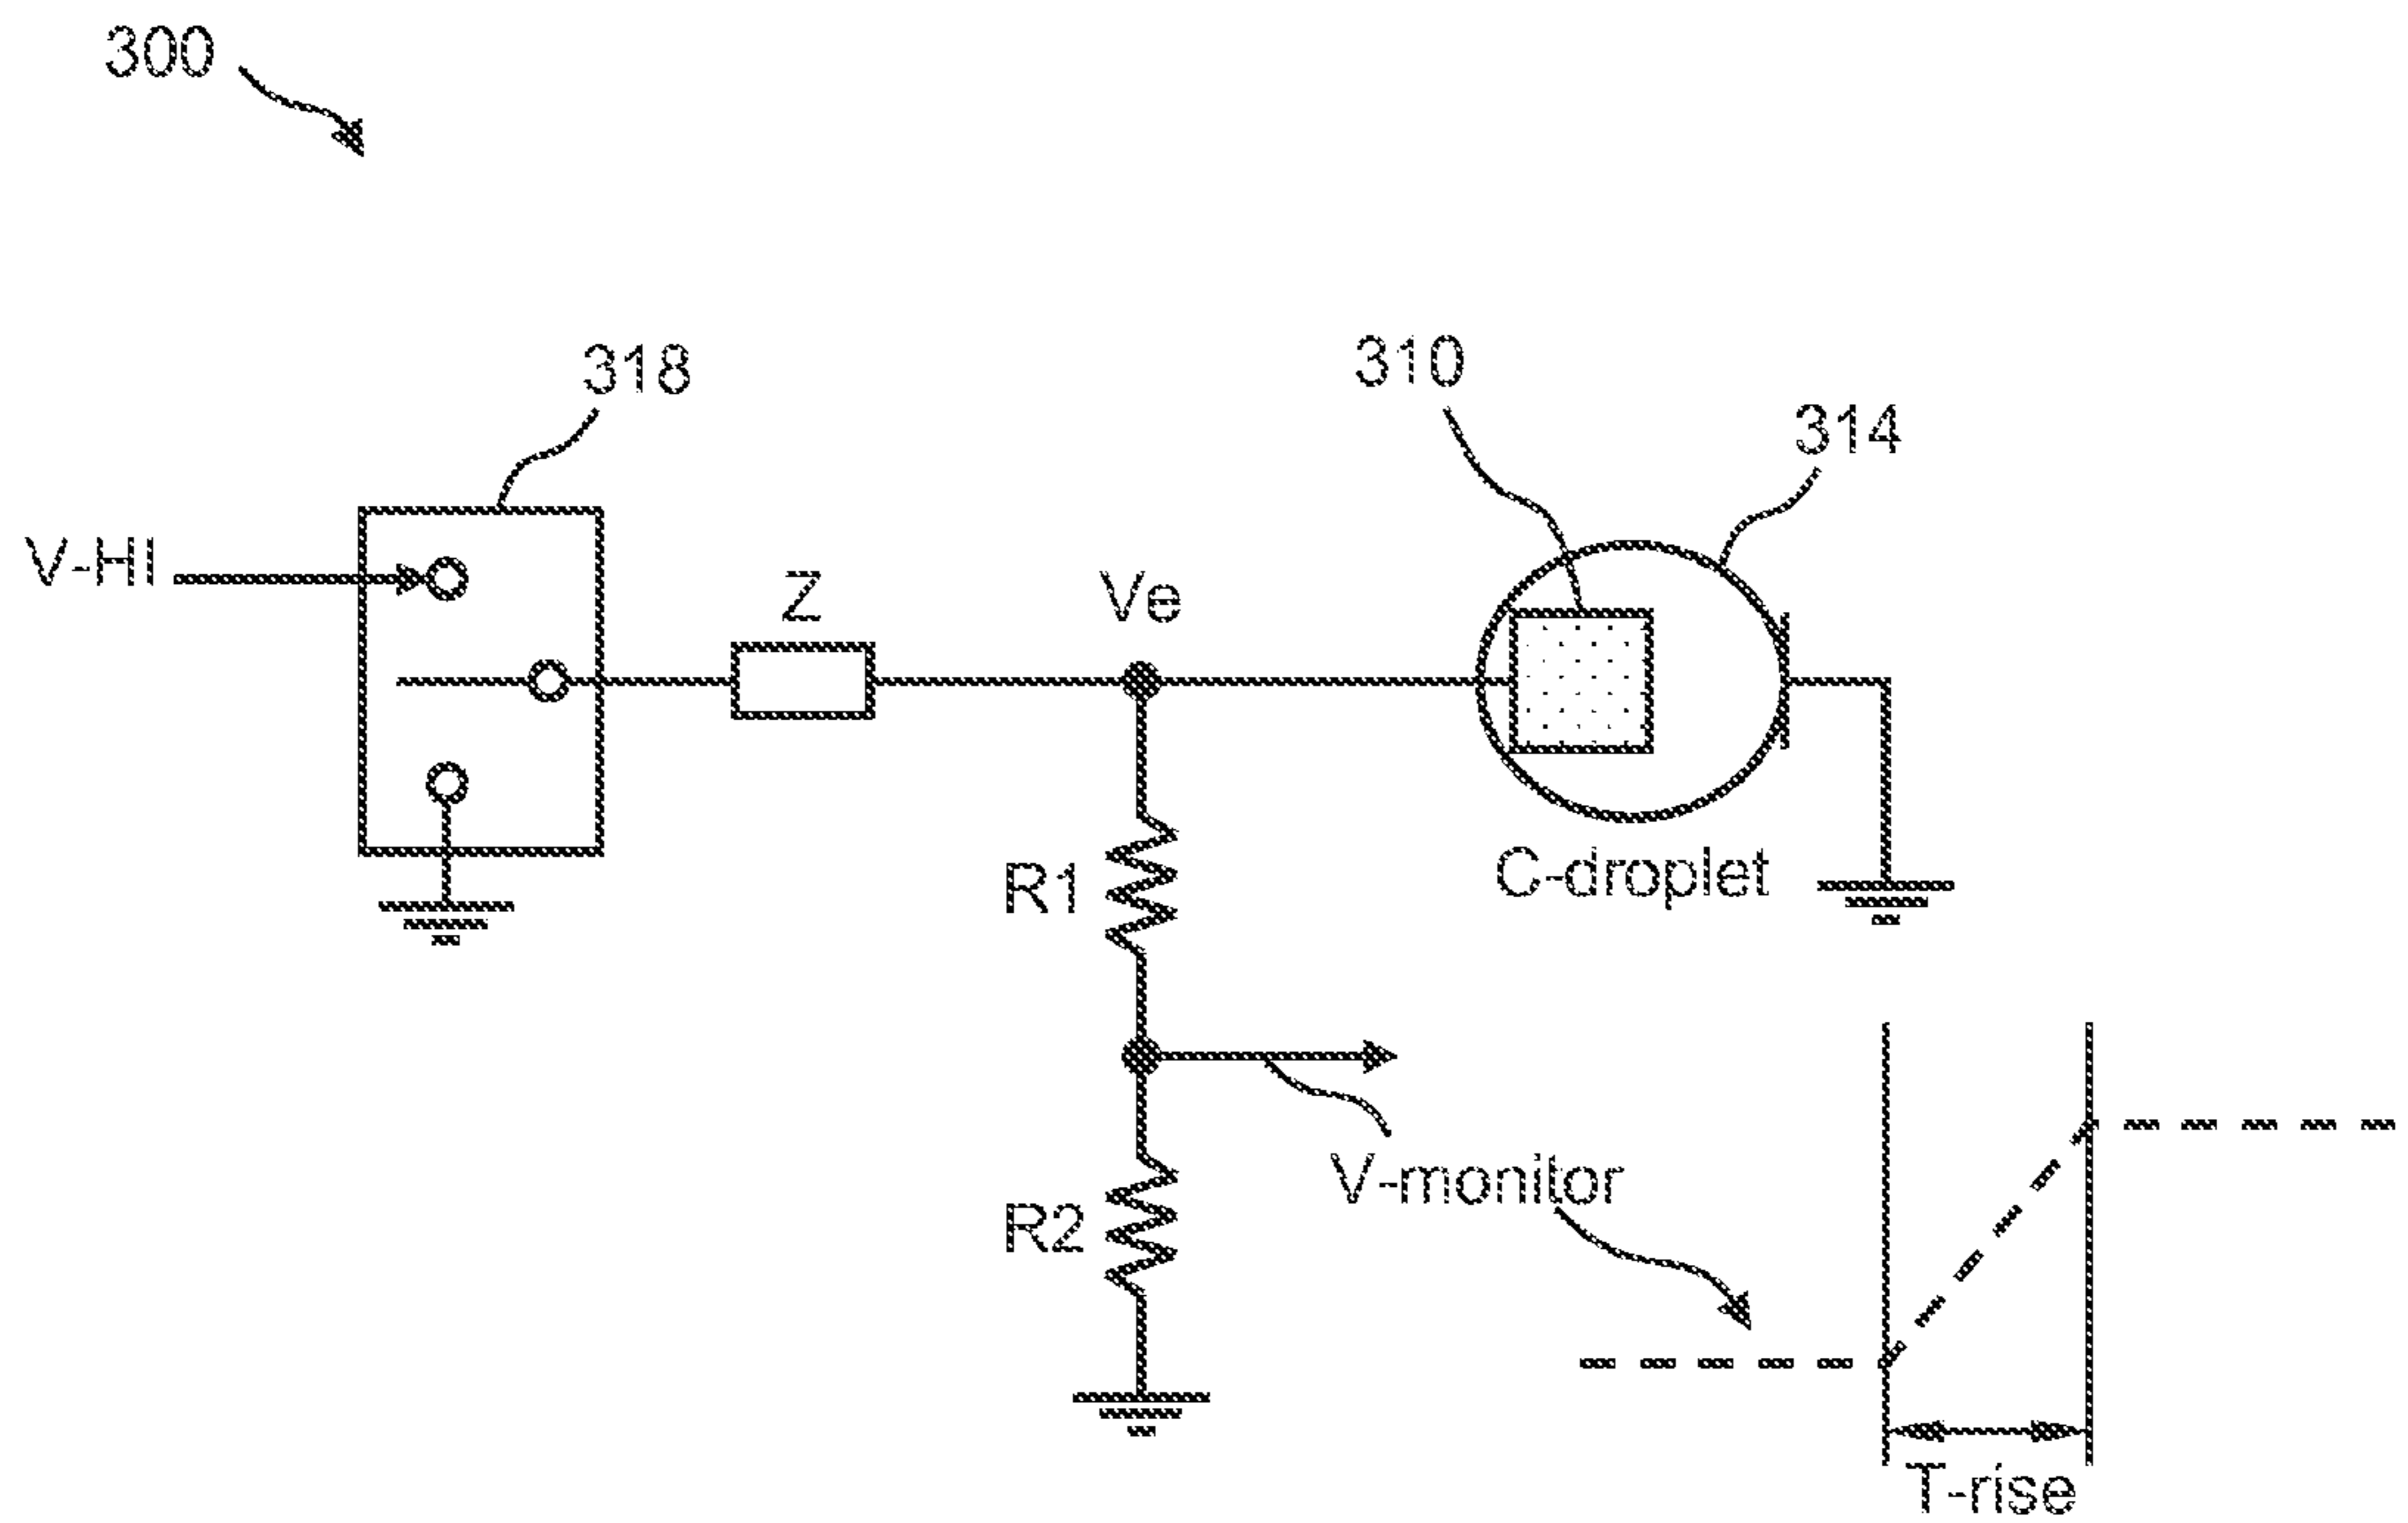 300
318
310
314
V-HI
Z
Ve
R1
C-droplet
V-monitor
R2
T-rise